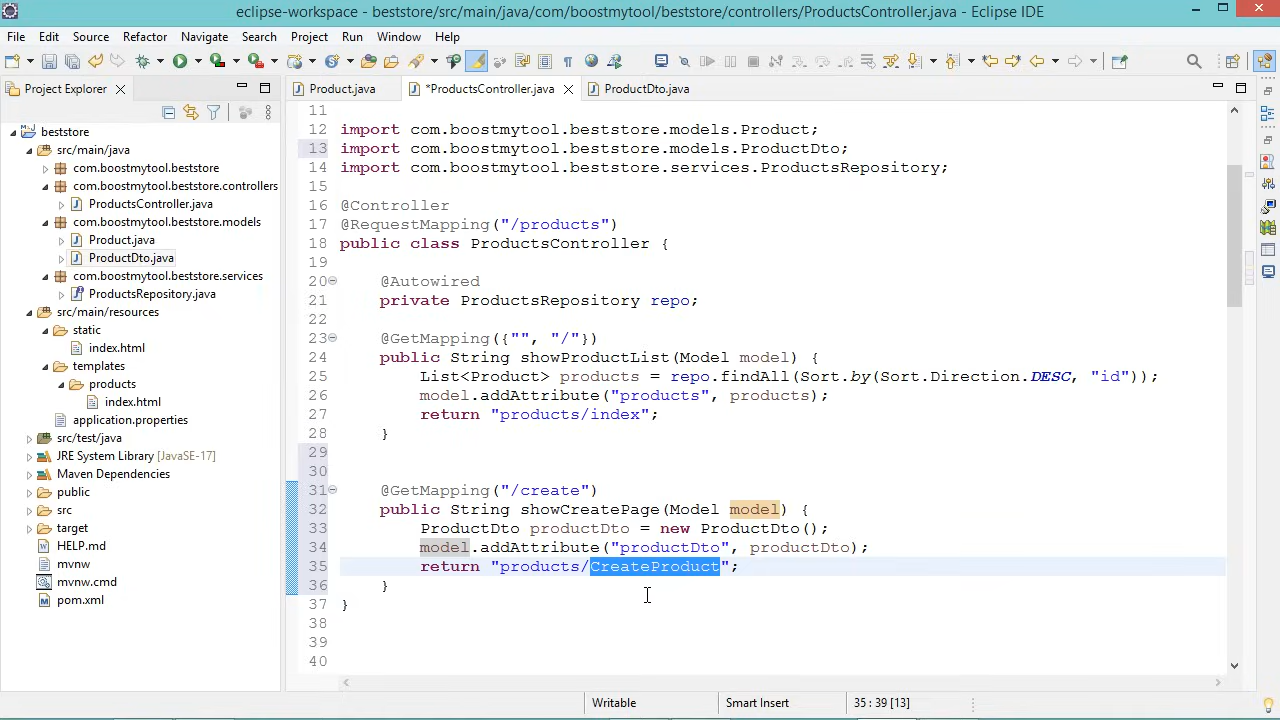 eclipse-workspace - beststore/src/main/java/com/boostmytool/beststore/controllers/ProductsController.java - Eclipse IDE
File Edit Source Refactor Navigate Search Project Run Window Help
Project Explorer
beststore
src/main/java
com.boostmytool.beststore
com.boostmytool.beststore.controllers
ProductsController.java
com.boostmytool.beststore.models
Product.java
ProductDto.java
com.boostmytool.beststore.services
ProductsRepository.java
src/main/resources
static
index.html
templates
products
index.html
application.properties
src/test/java
JRE System Library [JavaSE-17]
Maven Dependencies
public
src
target
HELP.md
mvnw
mvnw.cmd
pom.xml
Product.java *ProductsController.java ProductDto.java
11
12 import com.boostmytool.beststore.models.Product;
13 import com.boostmytool.beststore.models.ProductDto;
14 import com.boostmytool.beststore.services.ProductsRepository;
15
16 @Controller
17 @RequestMapping("/products")
18 public class ProductsController {
19
20 @Autowired
21 private ProductsRepository repo;
22
23 @GetMapping({"", "/"})
24 public String showProductList(Model model) {
25 List<Product> products = repo.findAll(Sort.by(Sort.Direction.DESC, "id"));
26 model.addAttribute("products", products);
27 return "products/index";
28 }
29
30
31 @GetMapping("/create")
32 public String showCreatePage(Model model) {
33 ProductDto productDto = new ProductDto();
34 model.addAttribute("productDto", productDto);
35 return "products/CreateProduct";
36 }
37 }
38
39
40
Writable Smart Insert 35 : 39 [13]